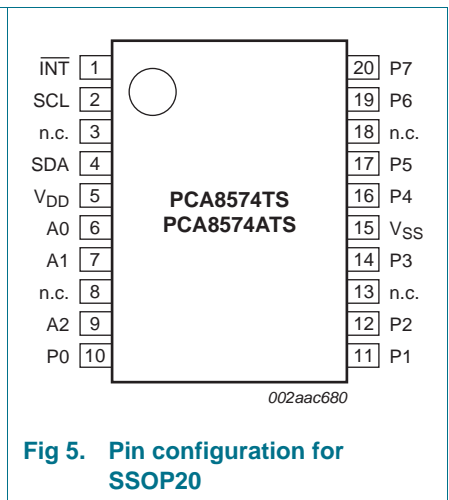 INT 1 20 P7
SCL 2 19 P6
n.c. 3 18 n.c.
SDA 4 17 P5
VDD 5 16 P4
PCA8574TS
PCA8574ATS
A0 6 15 VSS
A1 7 14 P3
n.c. 8 13 n.c.
A2 9 12 P2
P0 10 11 P1
002aac680
Fig 5. Pin configuration for
SSOP20